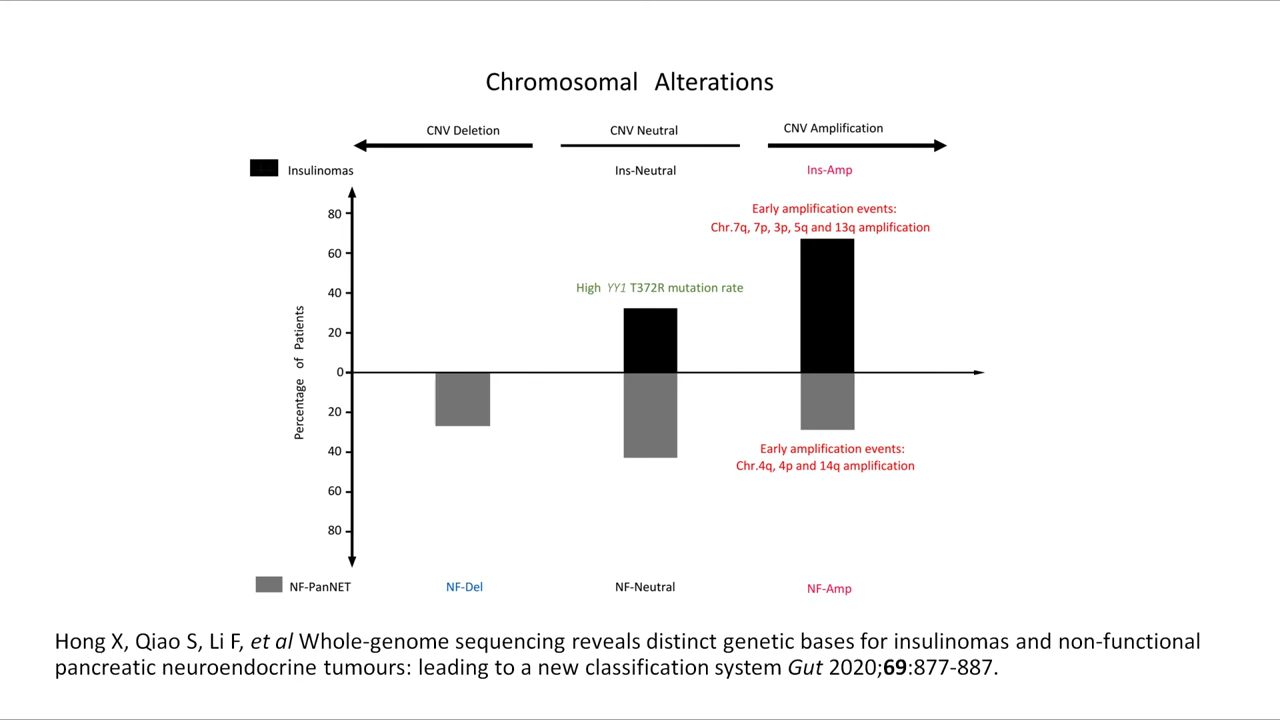 Chromosomal Alterations
CNV Deletion
CNV Neutral
CNV Amplification
Insulinomas
Ins-Neutral
Ins-Amp
Early amplification events:
Chr.7q, 7p, 3p, 5q and 13q amplification
High YY1 T372R mutation rate
Percentage of Patients
80
60
40
20
0
20
40
60
80
Early amplification events:
Chr.4q, 4p and 14q amplification
NF-PanNET
NF-Del
NF-Neutral
NF-Amp
Hong X, Qiao S, Li F, et al Whole-genome sequencing reveals distinct genetic bases for insulinomas and non-functional
pancreatic neuroendocrine tumours: leading to a new classification system Gut 2020;69:877-887.